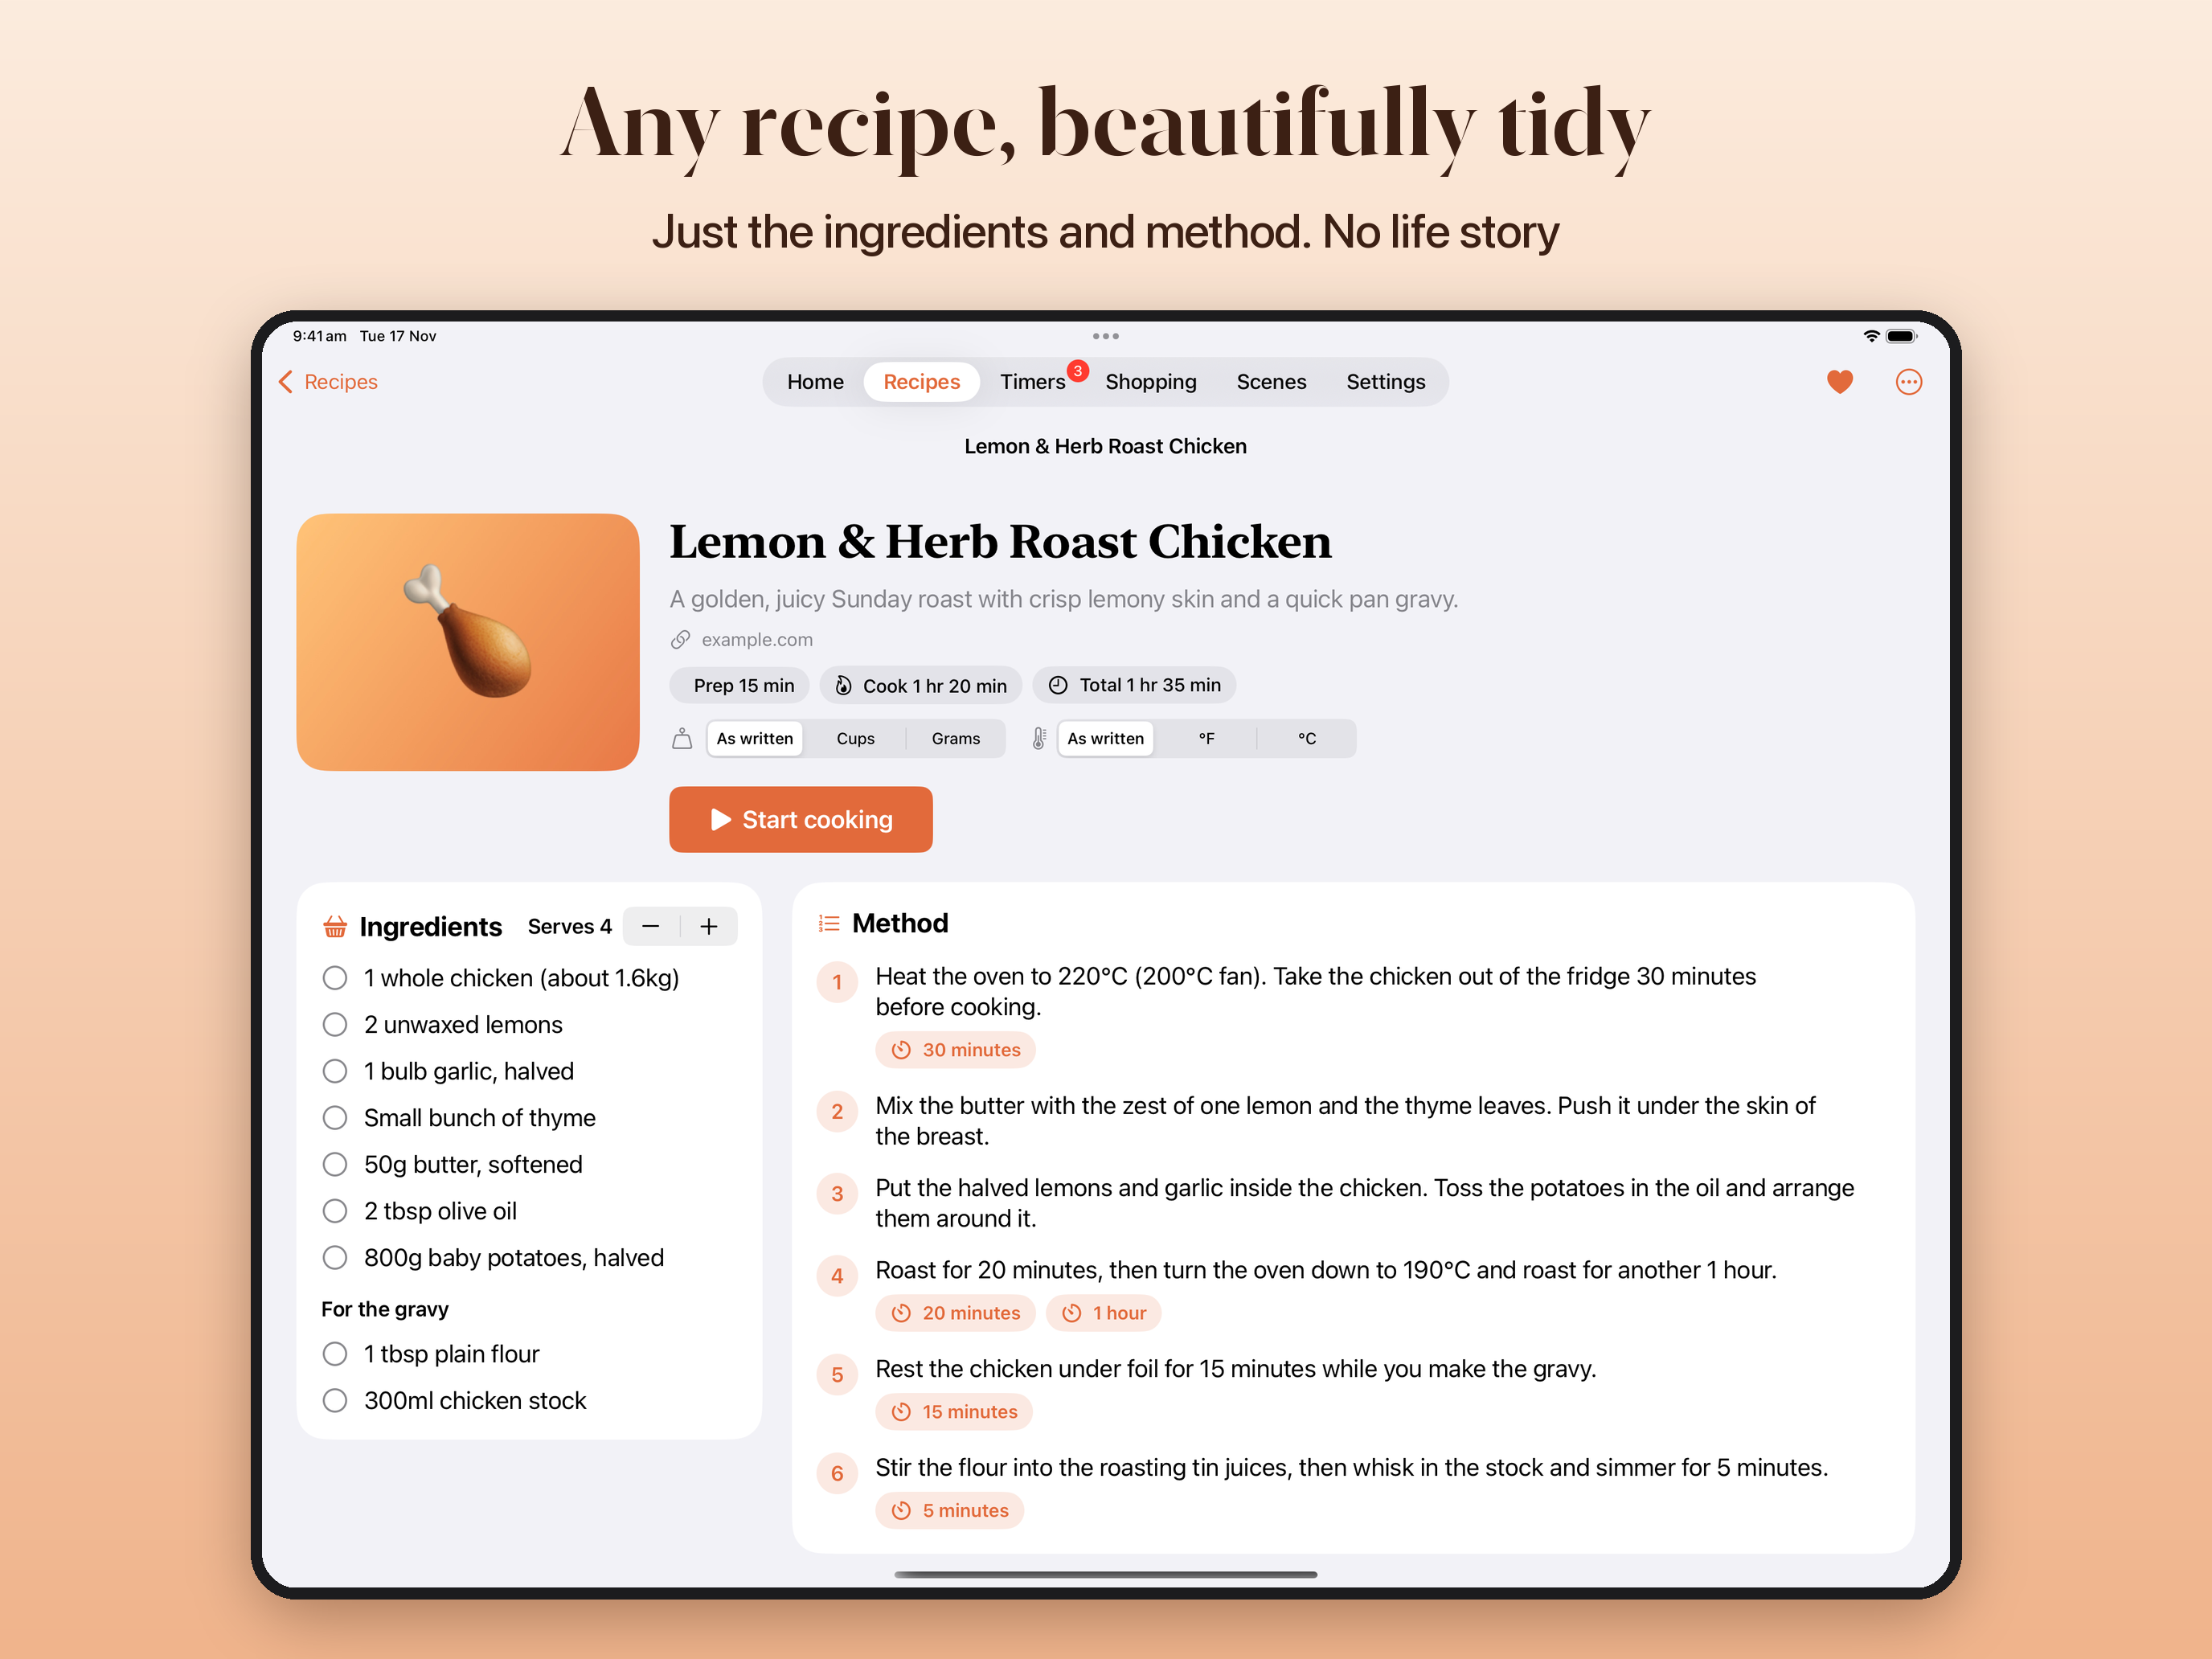 Any recipe, beautifully tidy
Just the ingredients and method. No life story
9:41 am Tue 17 Nov
Recipes
Home
Recipes
Timers
3
Shopping
Scenes
Settings
Lemon & Herb Roast Chicken
Lemon & Herb Roast Chicken
A golden, juicy Sunday roast with crisp lemony skin and a quick pan gravy.
example.com
Prep 15 min
Cook 1 hr 20 min
Total 1 hr 35 min
As written
Cups
Grams
As written
°F
°C
Start cooking
Ingredients
Serves 4
1 whole chicken (about 1.6kg)
2 unwaxed lemons
1 bulb garlic, halved
Small bunch of thyme
50g butter, softened
2 tbsp olive oil
800g baby potatoes, halved
For the gravy
1 tbsp plain flour
300ml chicken stock
Method
1
Heat the oven to 220°C (200°C fan). Take the chicken out of the fridge 30 minutes
before cooking.
30 minutes
2
Mix the butter with the zest of one lemon and the thyme leaves. Push it under the skin of
the breast.
3
Put the halved lemons and garlic inside the chicken. Toss the potatoes in the oil and arrange
them around it.
4
Roast for 20 minutes, then turn the oven down to 190°C and roast for another 1 hour.
20 minutes
1 hour
5
Rest the chicken under foil for 15 minutes while you make the gravy.
15 minutes
6
Stir the flour into the roasting tin juices, then whisk in the stock and simmer for 5 minutes.
5 minutes